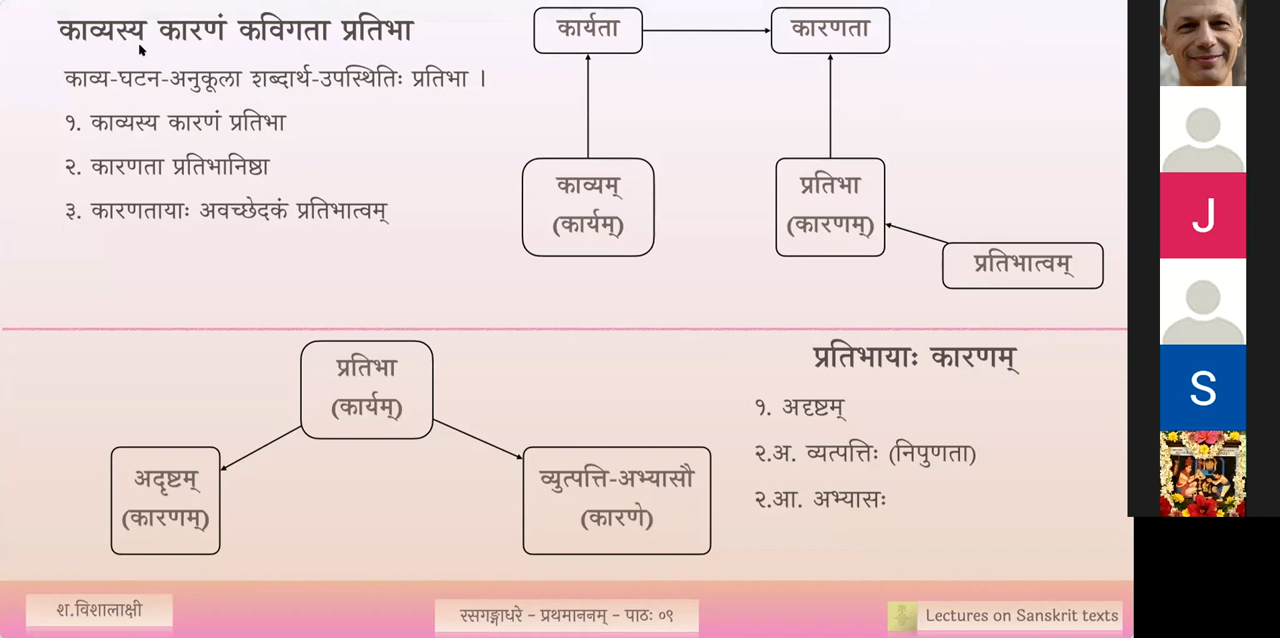 काव्यस्य कारणं कविगता प्रतिभा
काव्य-घटन-अनुकूला शब्दार्थ-उपस्थितिः प्रतिभा ।
१. काव्यस्य कारणं प्रतिभा
२. कारणता प्रतिभानिष्ठा
३. कारणतायाः अवच्छेदकं प्रतिभात्वम्
कार्यता
कारणता
काव्यम्
(कार्यम्)
प्रतिभा
(कारणम्)
प्रतिभात्वम्
प्रतिभा
(कार्यम्)
अदृष्टम्
(कारणम्)
व्युत्पत्ति-अभ्यासौ
(कारणे)
प्रतिभायाः कारणम्
१. अदृष्टम्
२.अ. व्यत्पत्तिः (निपुणता)
२.आ. अभ्यासः
श.विशालाक्षी
रसगङ्गाधरे - प्रथमाननम् - पाठः ०९
Lectures on Sanskrit texts
J
S